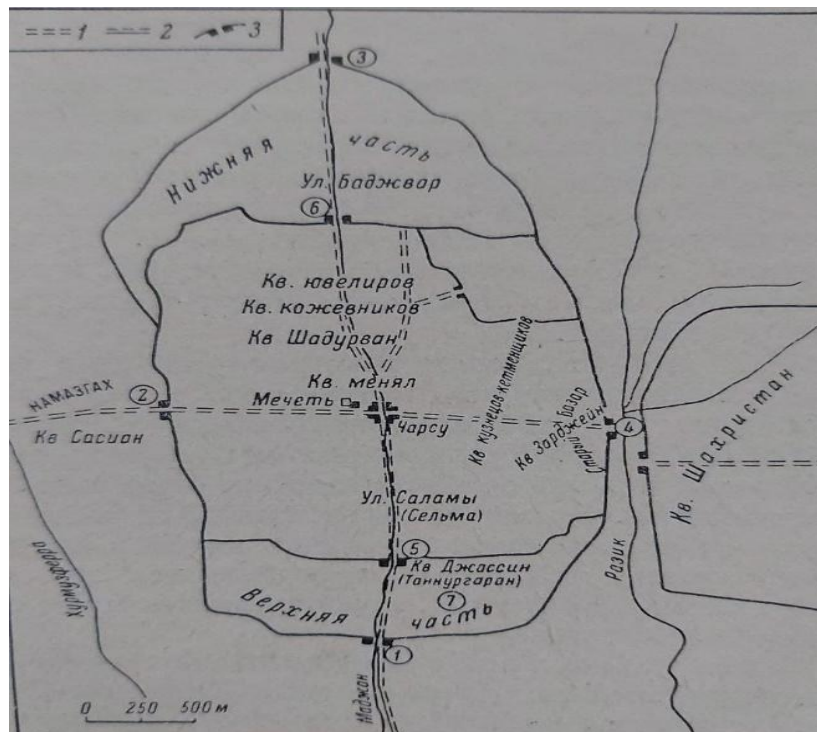 1 2 3
3
Нижняя часть
Ул. Баджвар
6
Кв. ювелиров
Кв. кожевников
Кв Шадурван
Кв. менял
Мечеть
Чарсу
2
НАМАЗГАХ
Кв Сасиан
Кв кузнецов кетменщиков
Кв Зарджейн
Старый Базар
4
Кв. Шахристан
Ул. Саламы
(Сельма)
5
Кв Джассин
(Таннургаран)
7
Верхняя часть
1
Маджан
Разик
Хурмузферра
0 250 500 м